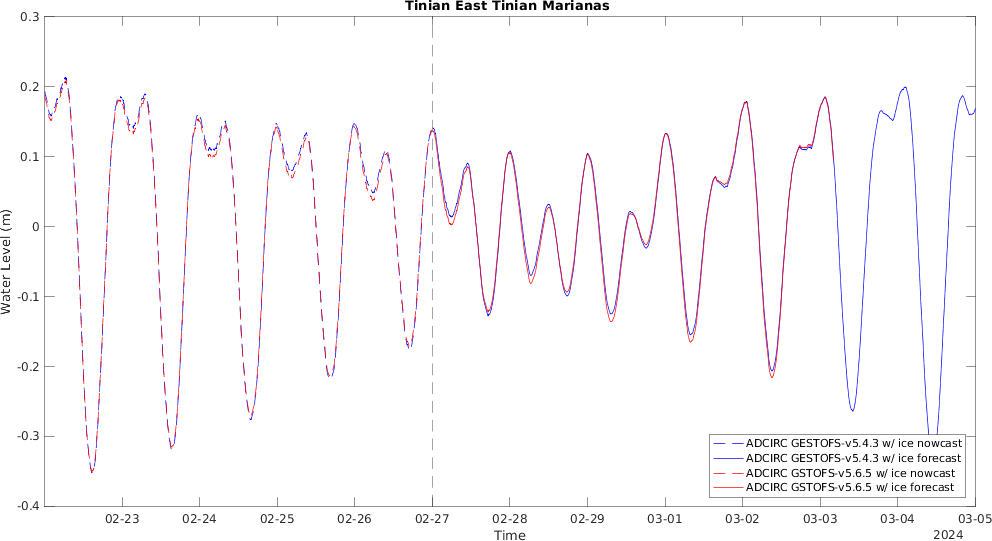 Tinian East Tinian Marianas
0.3
0.2
0.1
0
-0.1
-0.2
-0.3
-0.4
Water Level (m)
02-23 02-24 02-25 02-26 02-27 02-28 02-29 03-01 03-02 03-03 03-04 03-05
Time
2024
ADCIRC GESTOFS-v5.4.3 w/ ice nowcast
ADCIRC GESTOFS-v5.4.3 w/ ice forecast
ADCIRC GSTOFS-v5.6.5 w/ ice nowcast
ADCIRC GSTOFS-v5.6.5 w/ ice forecast